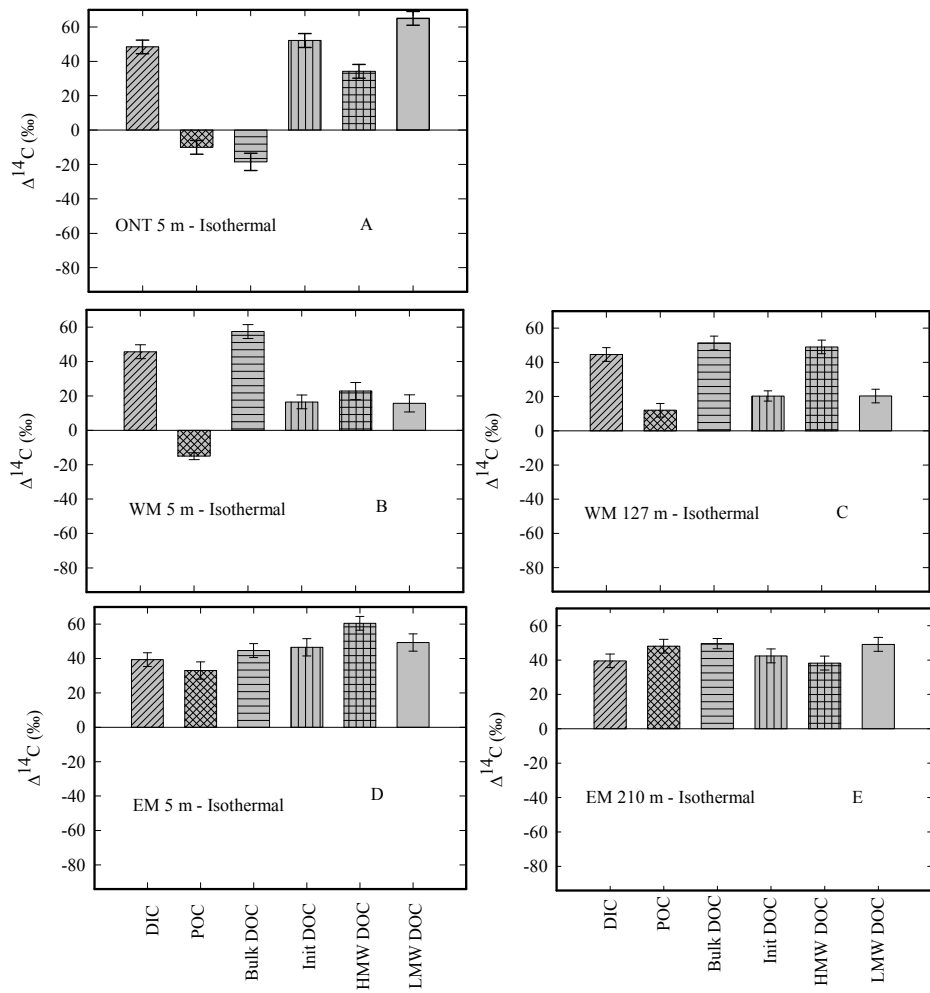 60
40
20
0
-20
-40
-60
-80
Δ14C (‰)
ONT 5 m - Isothermal
A
60
40
20
0
-20
-40
-60
-80
Δ14C (‰)
WM 5 m - Isothermal
B
60
40
20
0
-20
-40
-60
-80
Δ14C (‰)
WM 127 m - Isothermal
C
60
40
20
0
-20
-40
-60
-80
Δ14C (‰)
EM 5 m - Isothermal
D
60
40
20
0
-20
-40
-60
-80
Δ14C (‰)
EM 210 m - Isothermal
E
DIC
POC
Bulk DOC
Init DOC
HMW DOC
LMW DOC
DIC
POC
Bulk DOC
Init DOC
HMW DOC
LMW DOC